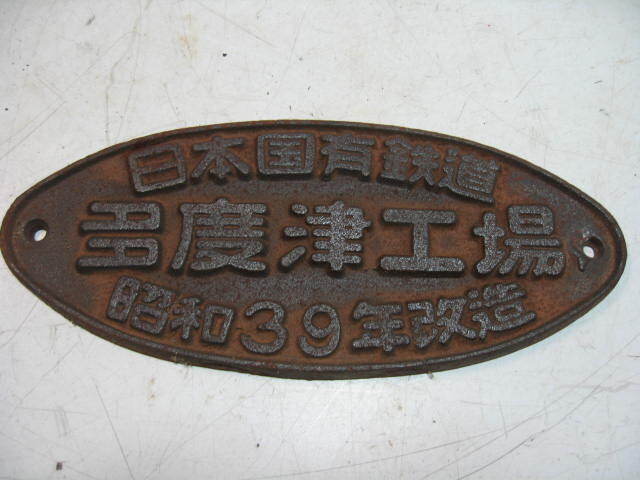 日本国有鉄道
多度津工場
昭和39年改造